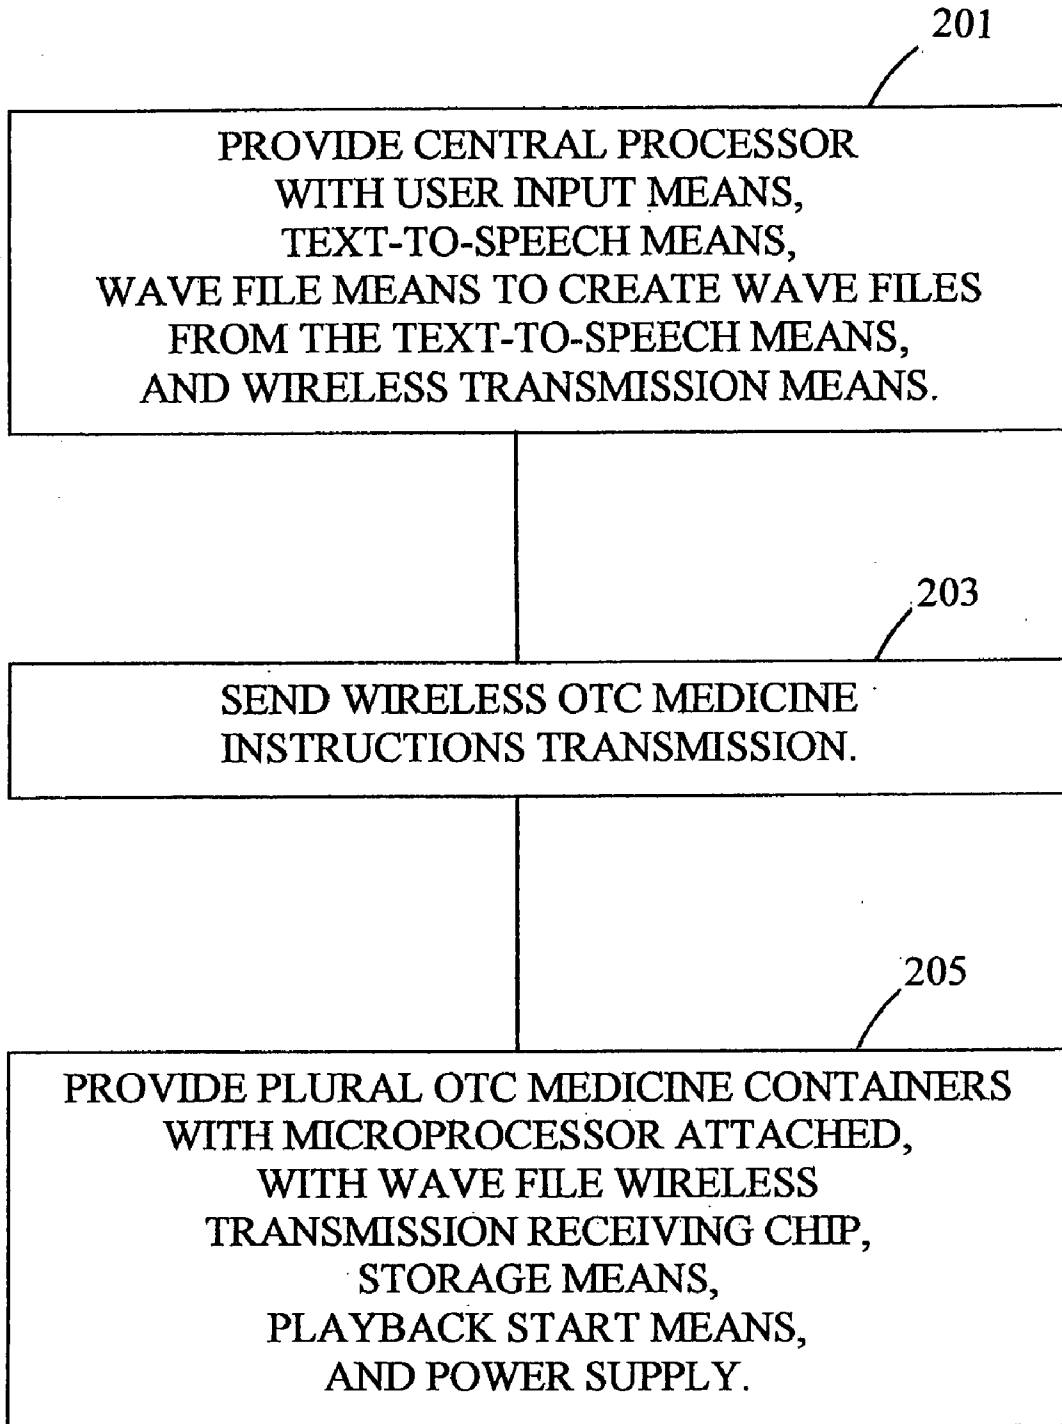 201
PROVIDE CENTRAL PROCESSOR
WITH USER INPUT MEANS,
TEXT-TO-SPEECH MEANS,
WAVE FILE MEANS TO CREATE WAVE FILES
FROM THE TEXT-TO-SPEECH MEANS,
AND WIRELESS TRANSMISSION MEANS.
203
SEND WIRELESS OTC MEDICINE
INSTRUCTIONS TRANSMISSION.
205
PROVIDE PLURAL OTC MEDICINE CONTAINERS
WITH MICROPROCESSOR ATTACHED,
WITH WAVE FILE WIRELESS
TRANSMISSION RECEIVING CHIP,
STORAGE MEANS,
PLAYBACK START MEANS,
AND POWER SUPPLY.